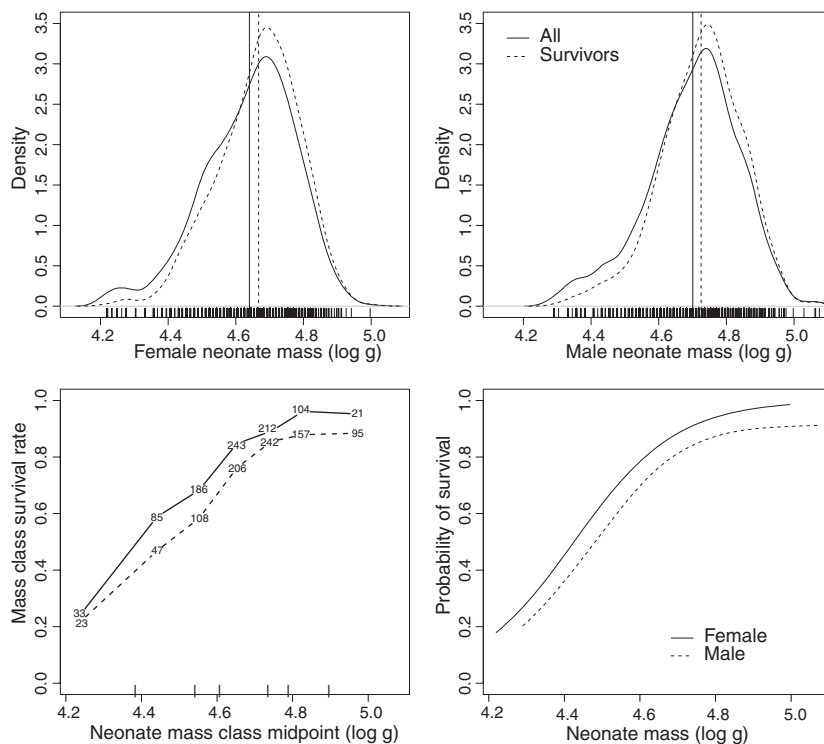 0.0 0.5 1.0 1.5 2.0 2.5 3.0 3.5
Density
4.2 4.4 4.6 4.8 5.0
Female neonate mass (log g)
All
Survivors
0.0 0.5 1.0 1.5 2.0 2.5 3.0 3.5
Density
4.2 4.4 4.6 4.8 5.0
Male neonate mass (log g)
0.0 0.2 0.4 0.6 0.8 1.0
Mass class survival rate
33 85 186 243 212 104 21
23 47 108 206 242 157 95
4.2 4.4 4.6 4.8 5.0
Neonate mass class midpoint (log g)
0.0 0.2 0.4 0.6 0.8 1.0
Probability of survival
Female
Male
4.2 4.4 4.6 4.8 5.0
Neonate mass (log g)